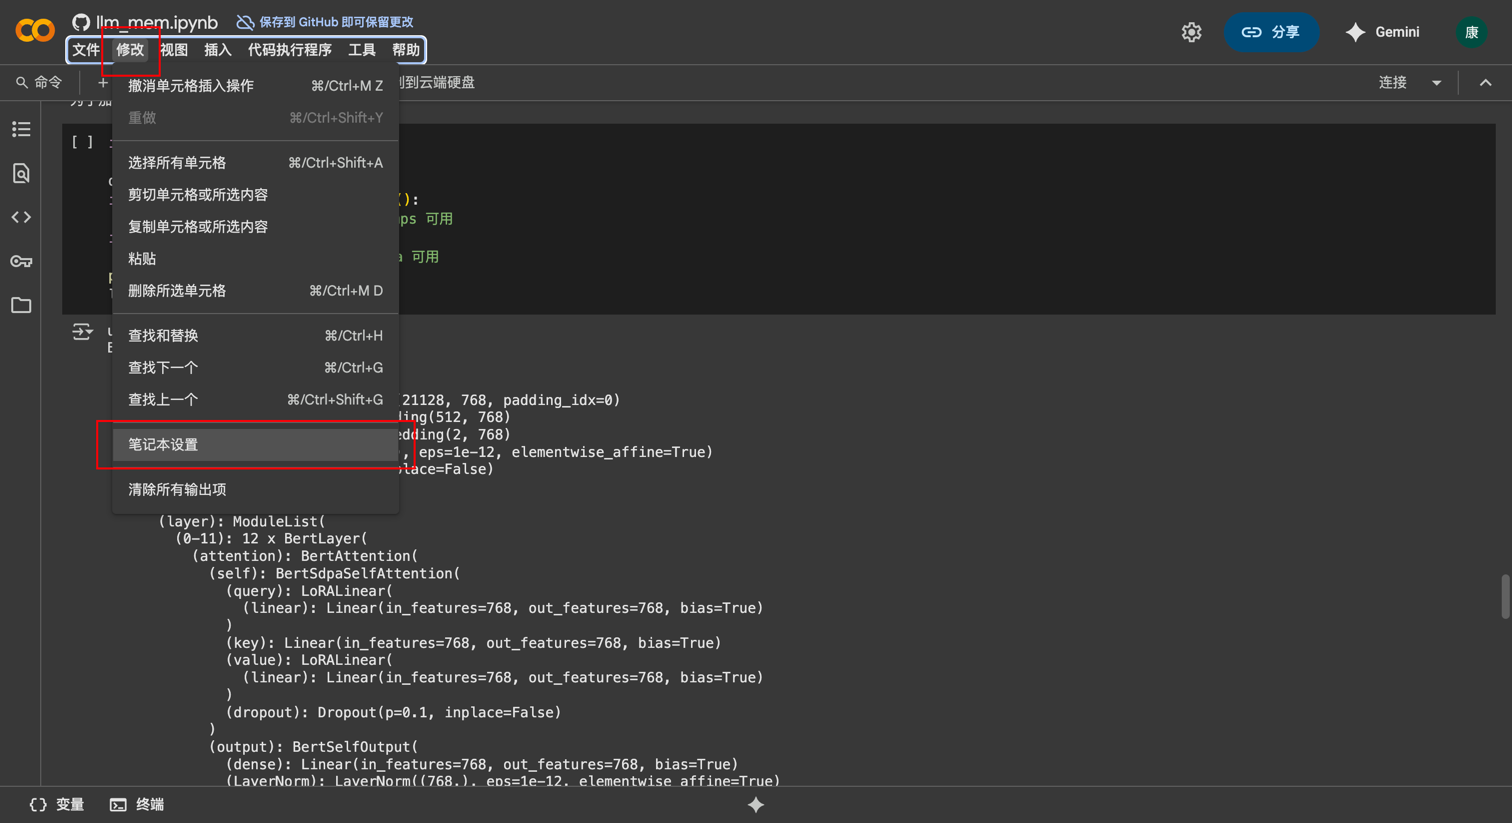 llm_mem.ipynb
保存到 GitHub 即可保留更改
文件 修改 视图 插入 代码执行程序 工具 帮助
分享
Gemini
康
命令
到云端硬盘
连接
撤消单元格插入操作 ⌘/Ctrl+M Z
重做 ⌘/Ctrl+Shift+Y
[ ]
选择所有单元格 ⌘/Ctrl+Shift+A
剪切单元格或所选内容 ():
复制单元格或所选内容 ps 可用
粘贴 可用
删除所选单元格 ⌘/Ctrl+M D
查找和替换 ⌘/Ctrl+H
查找下一个 ⌘/Ctrl+G
查找上一个 ⌘/Ctrl+Shift+G
(21128, 768, padding_idx=0)
ding(512, 768)
笔记本设置
edding(2, 768)
, eps=1e-12, elementwise_affine=True)
place=False)
清除所有输出项
(layer): ModuleList(
(0-11): 12 x BertLayer(
(attention): BertAttention(
(self): BertSdpaSelfAttention(
(query): LoRALinear(
(linear): Linear(in_features=768, out_features=768, bias=True)
)
(key): Linear(in_features=768, out_features=768, bias=True)
(value): LoRALinear(
(linear): Linear(in_features=768, out_features=768, bias=True)
)
(dropout): Dropout(p=0.1, inplace=False)
)
(output): BertSelfOutput(
(dense): Linear(in_features=768, out_features=768, bias=True)
(LayerNorm): LayerNorm((768,), eps=1e-12, elementwise_affine=True)
变量
终端